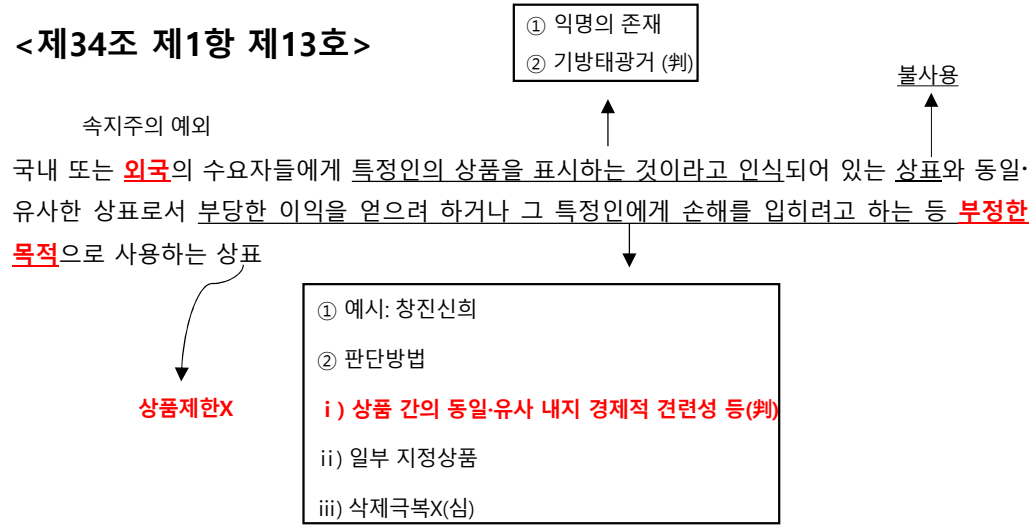 <제34조 제1항 제13호>
① 익명의 존재
② 기방태광거 (判)
불사용
속지주의 예외
국내 또는 외국의 수요자들에게 특정인의 상품을 표시하는 것이라고 인식되어 있는 상표와 동일·
유사한 상표로서 부당한 이익을 얻으려 하거나 그 특정인에게 손해를 입히려고 하는 등 부정한
목적으로 사용하는 상표
① 예시: 창진신희
② 판단방법
상품제한X
ⅰ) 상품 간의 동일·유사 내지 경제적 견련성 등(判)
ⅱ) 일부 지정상품
ⅲ) 삭제극복X(심)